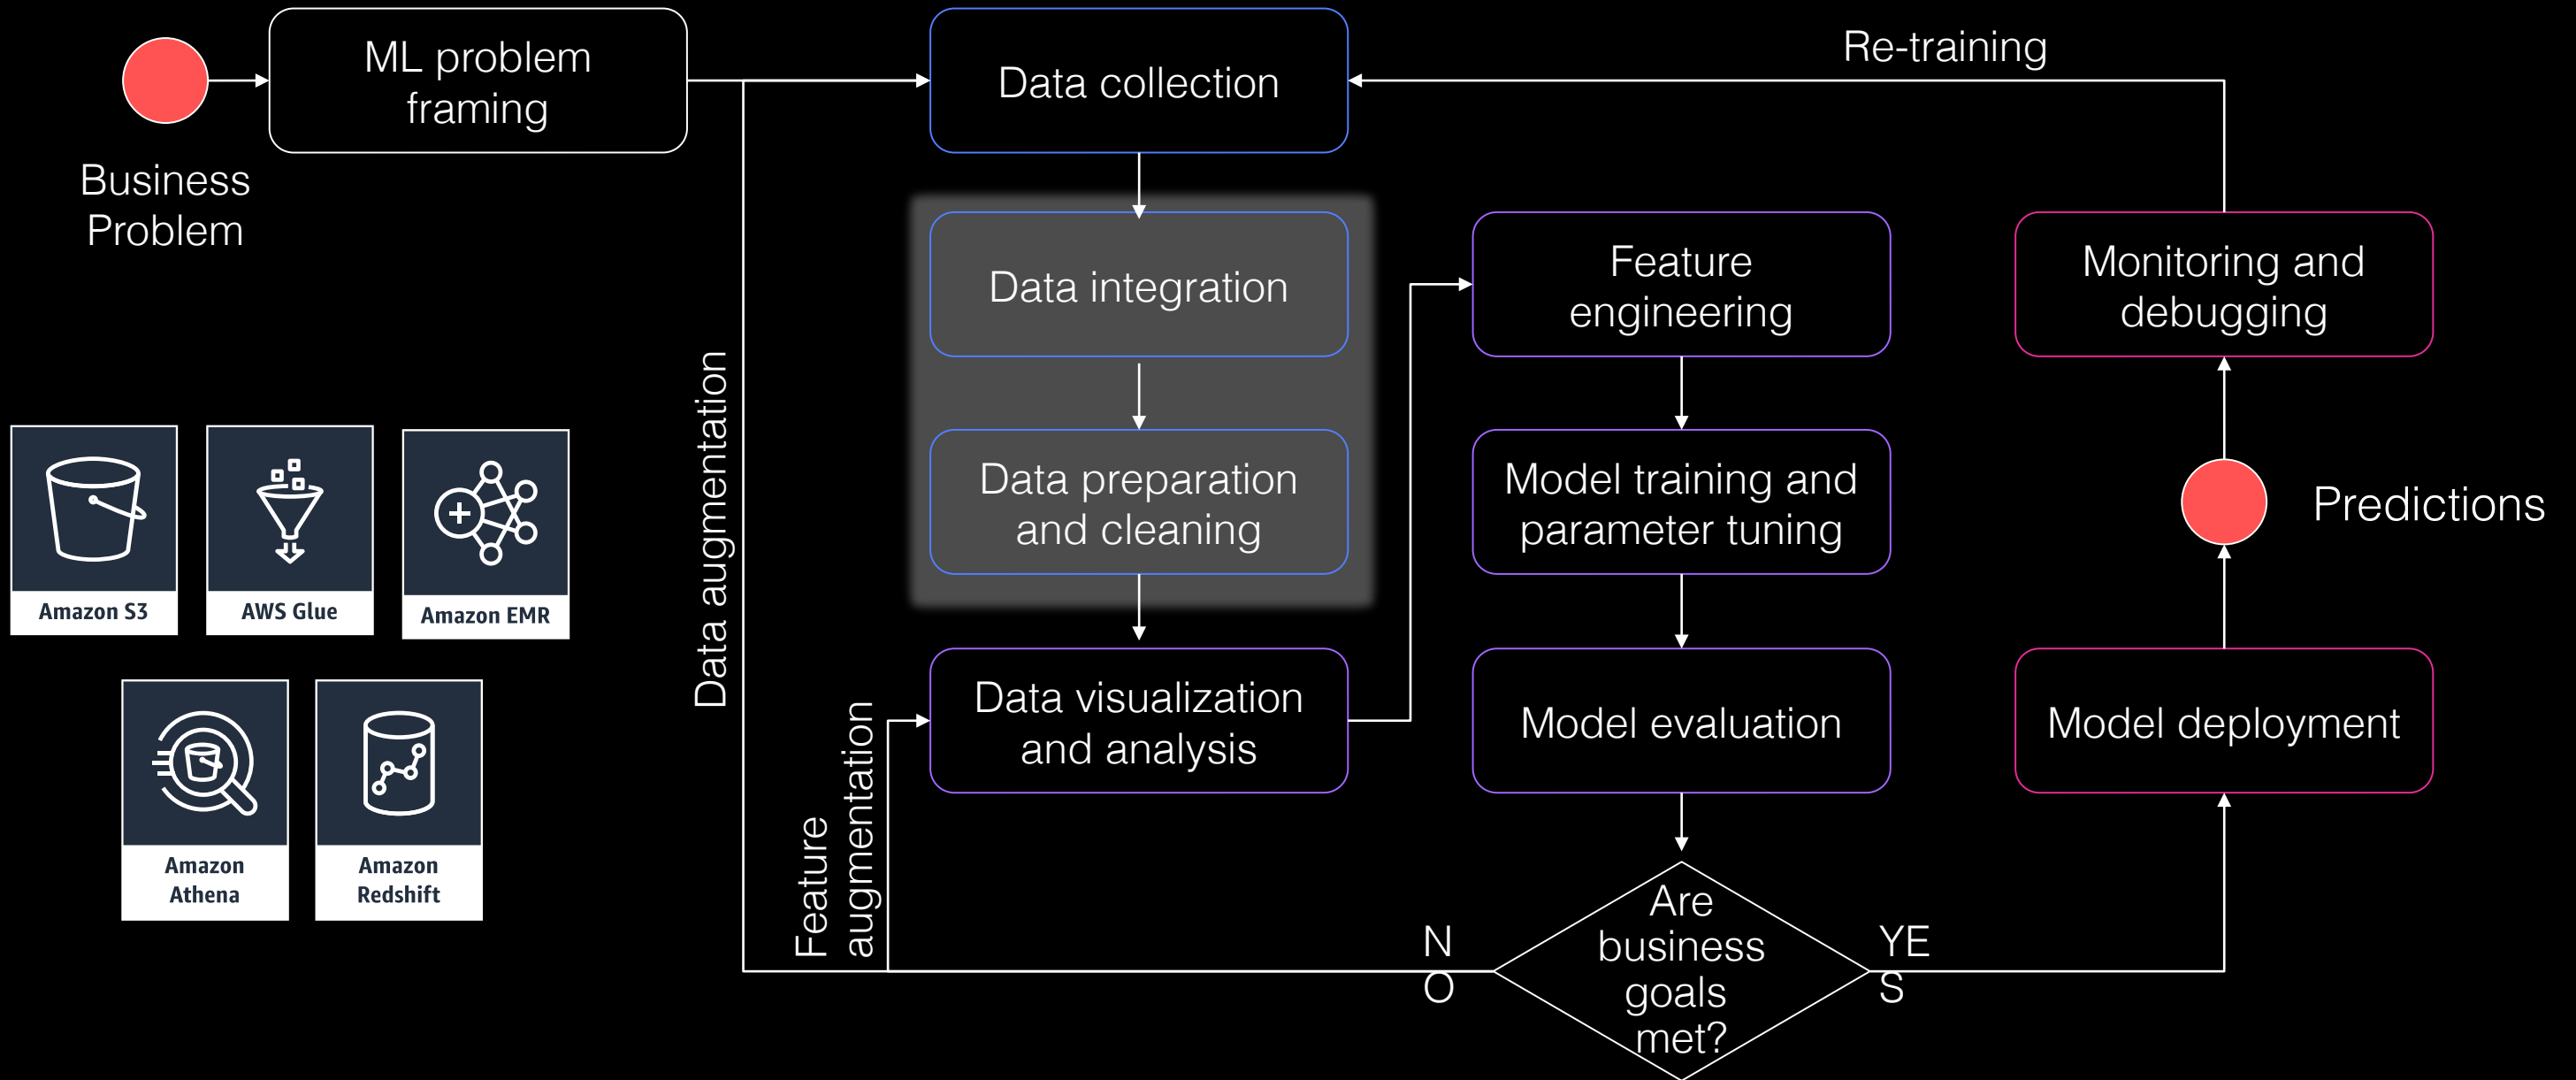 ML problem
framing
Data collection
Re-training
Business
Problem
Data integration
Feature
engineering
Monitoring and
debugging
Data augmentation
Data preparation
and cleaning
Model training and
parameter tuning
Predictions
Amazon S3
AWS Glue
Amazon EMR
Data visualization
and analysis
Model evaluation
Model deployment
Feature
augmentation
Amazon
Athena
Amazon
Redshift
Are
business
goals
met?
N
O
YE
S